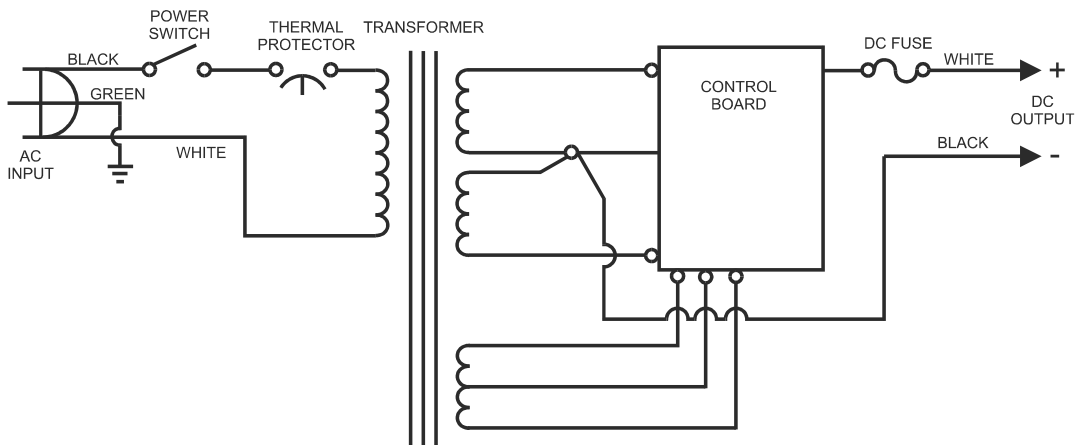 POWER
SWITCH
THERMAL
PROTECTOR
TRANSFORMER
BLACK
GREEN
WHITE
AC
INPUT
CONTROL
BOARD
DC FUSE
WHITE
+
DC
OUTPUT
BLACK
-